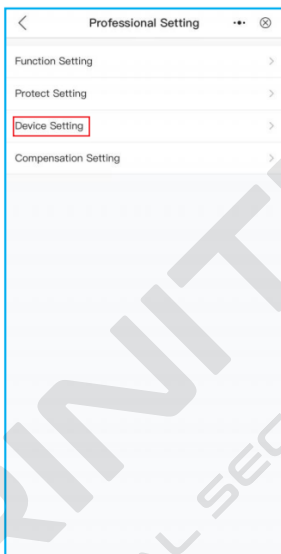 Professional Setting
Function Setting
Protect Setting
Device Setting
Compensation Setting